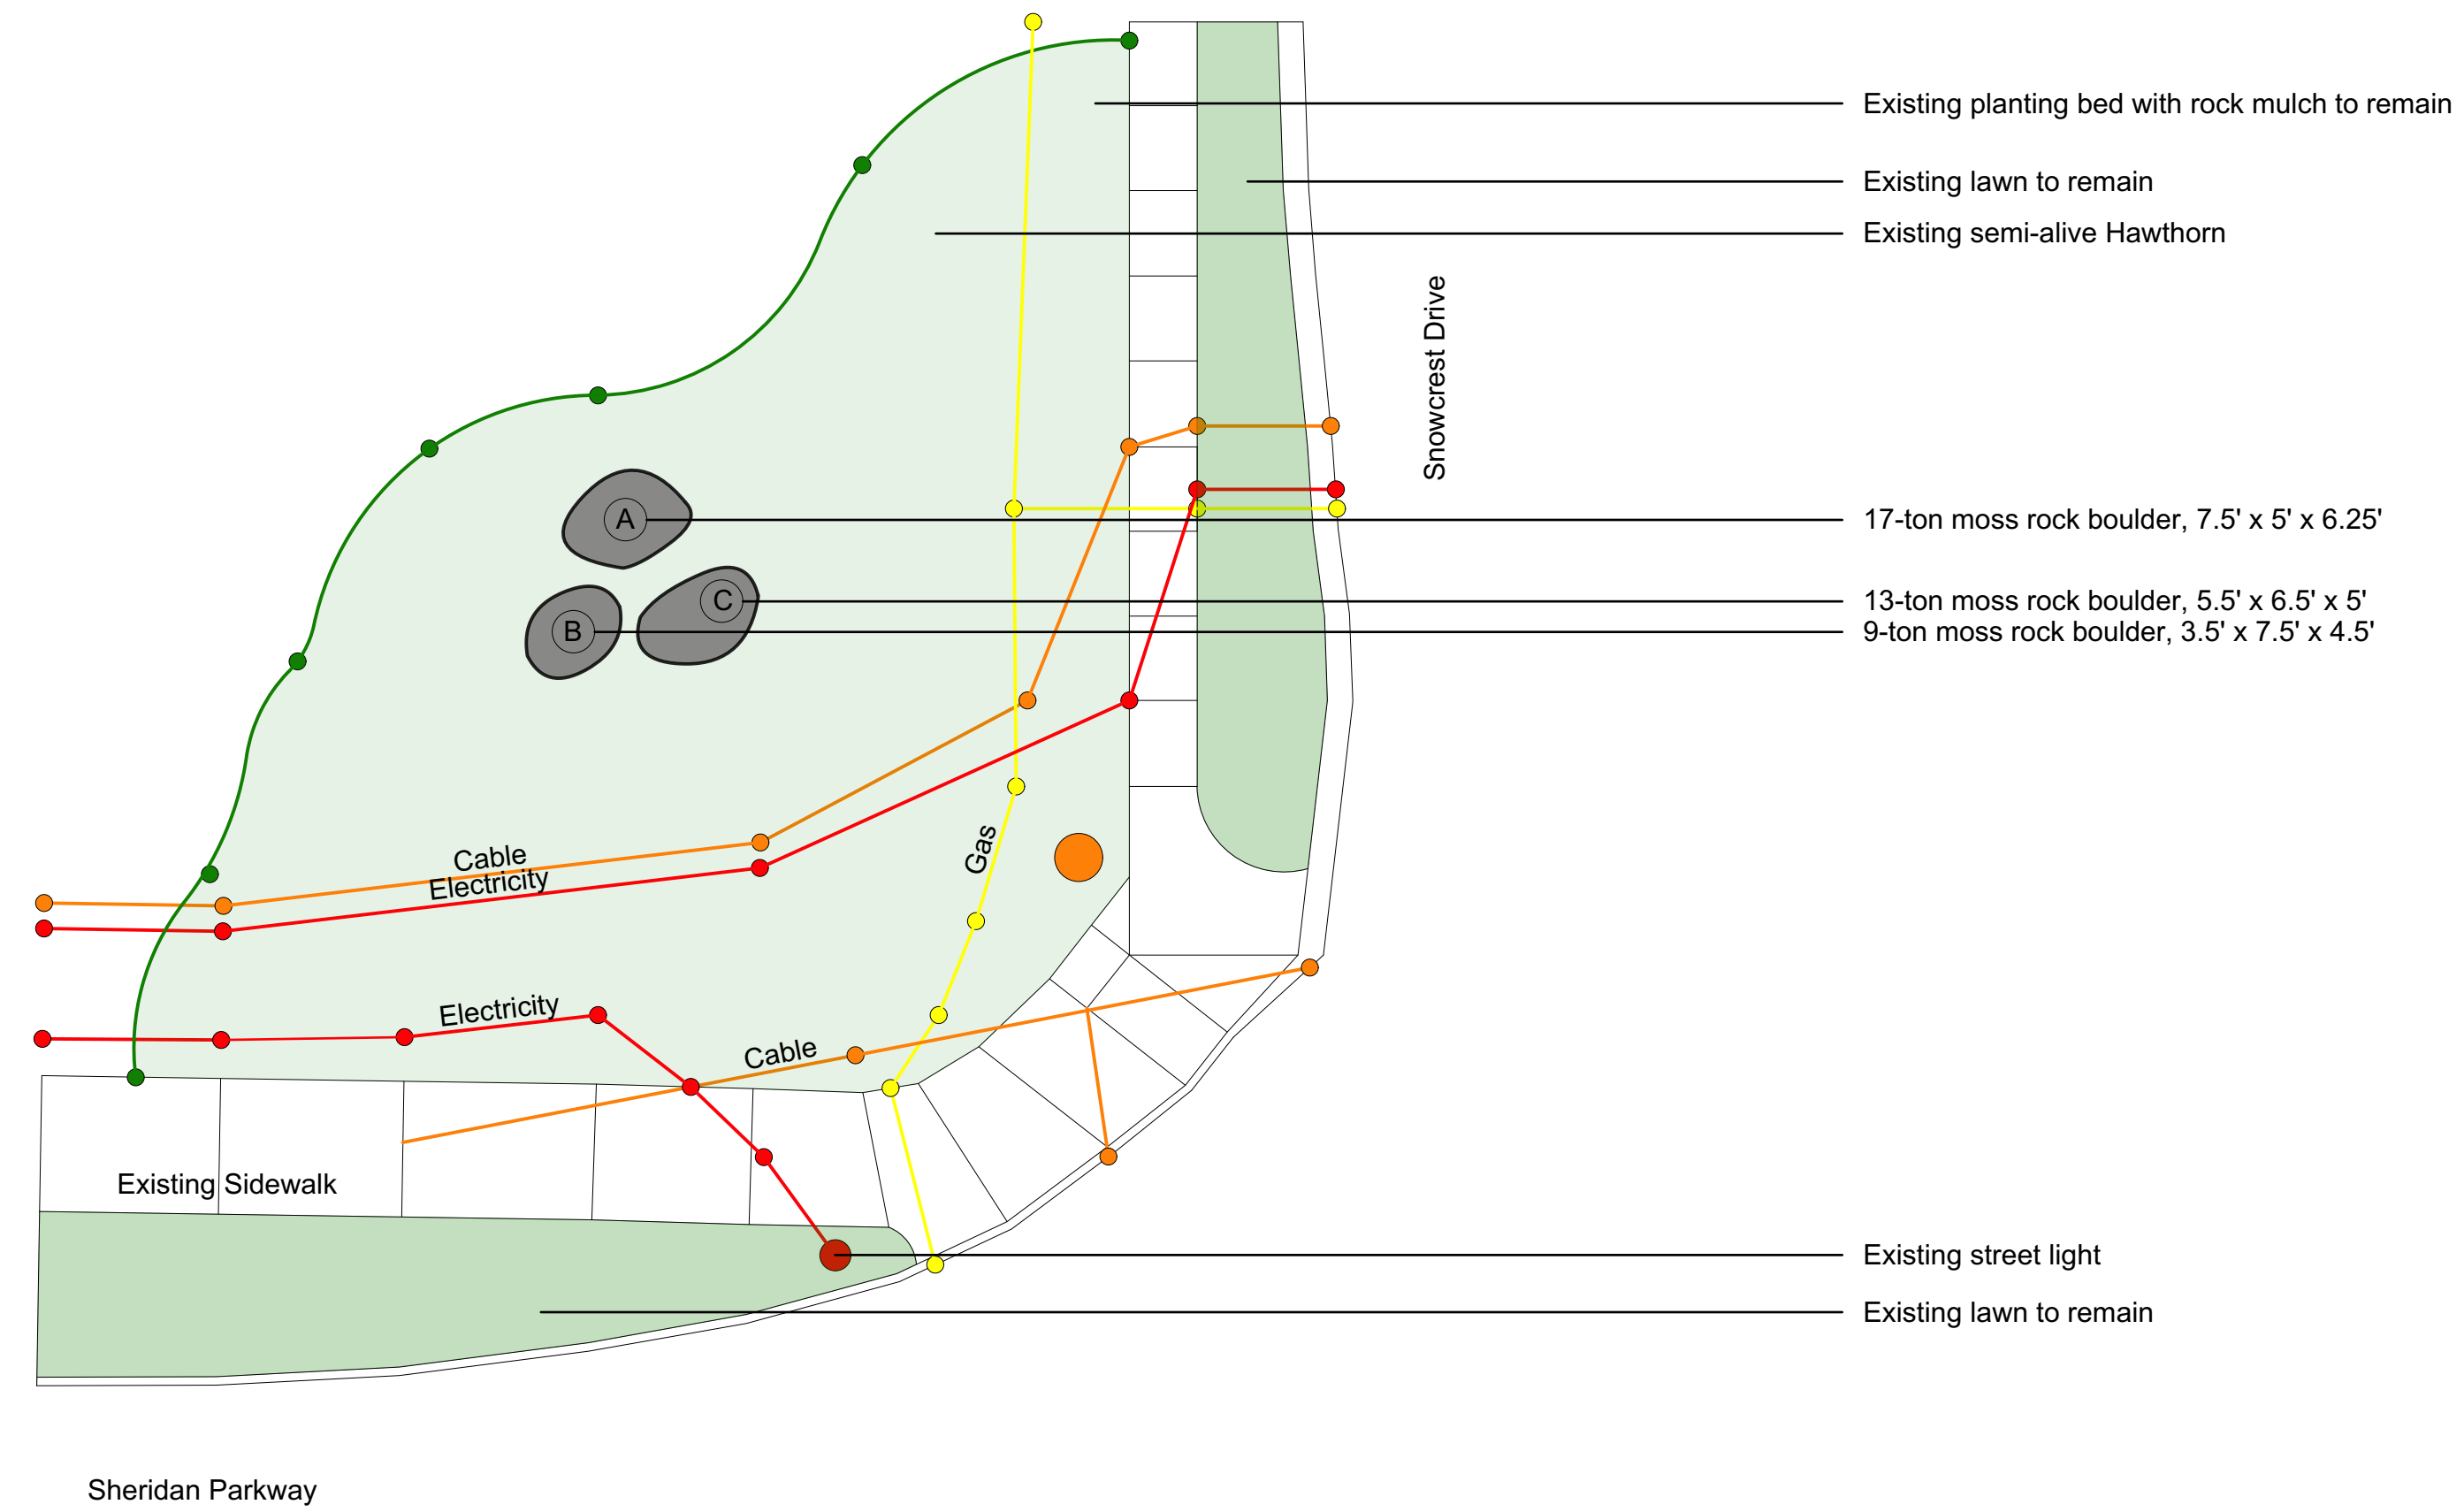 Existing planting bed with rock mulch to remain
Existing lawn to remain
Existing semi-alive Hawthorn
Snowcrest Drive
A
17-ton moss rock boulder, 7.5' x 5' x 6.25'
C
13-ton moss rock boulder, 5.5' x 6.5' x 5'
B
9-ton moss rock boulder, 3.5' x 7.5' x 4.5'
Gas
Cable
Electricity
Electricity
Cable
Existing Sidewalk
Existing street light
Existing lawn to remain
Sheridan Parkway